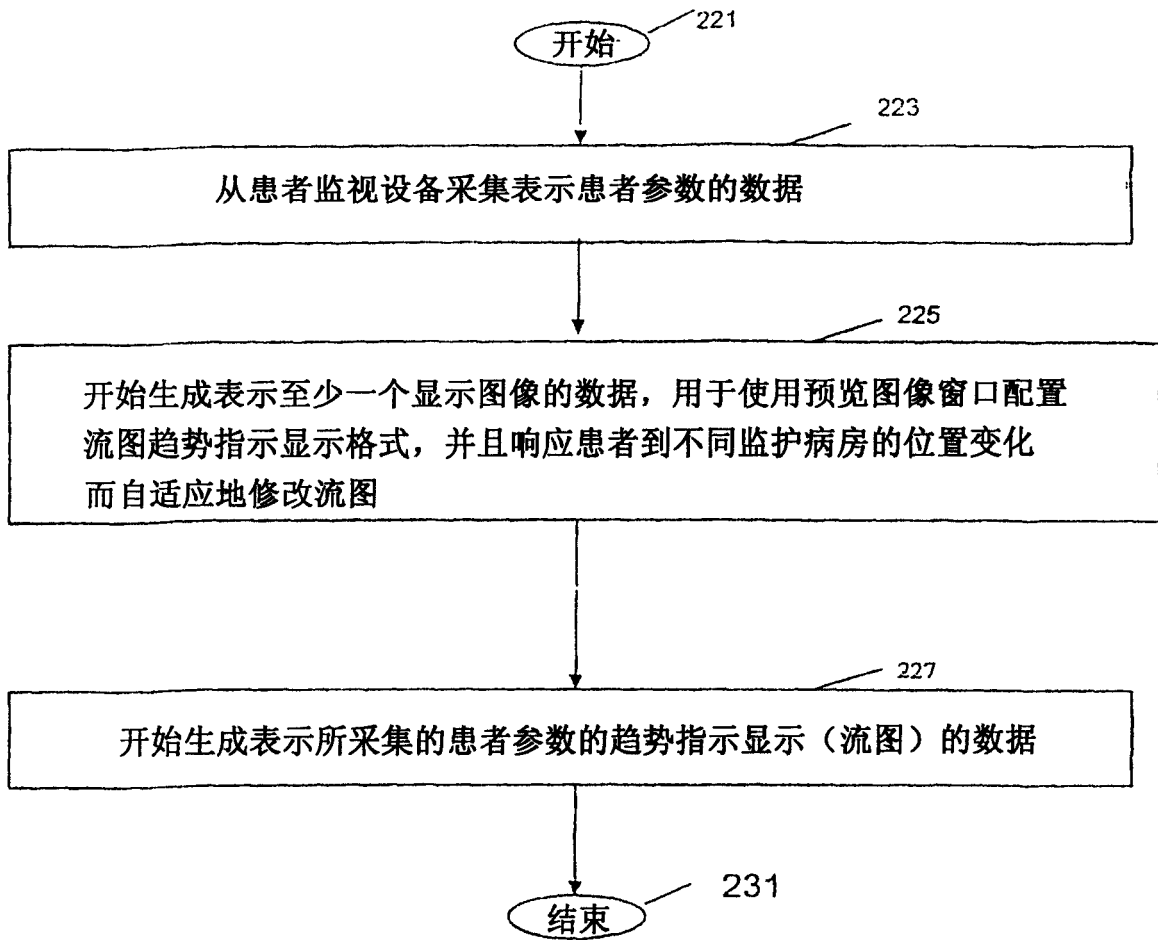 221
开始
223
从患者监视设备采集表示患者参数的数据
225
开始生成表示至少一个显示图像的数据，用于使用预览图像窗口配置
流图趋势指示显示格式，并且响应患者到不同监护病房的位置变化
而自适应地修改流图
227
开始生成表示所采集的患者参数的趋势指示显示（流图）的数据
231
结束